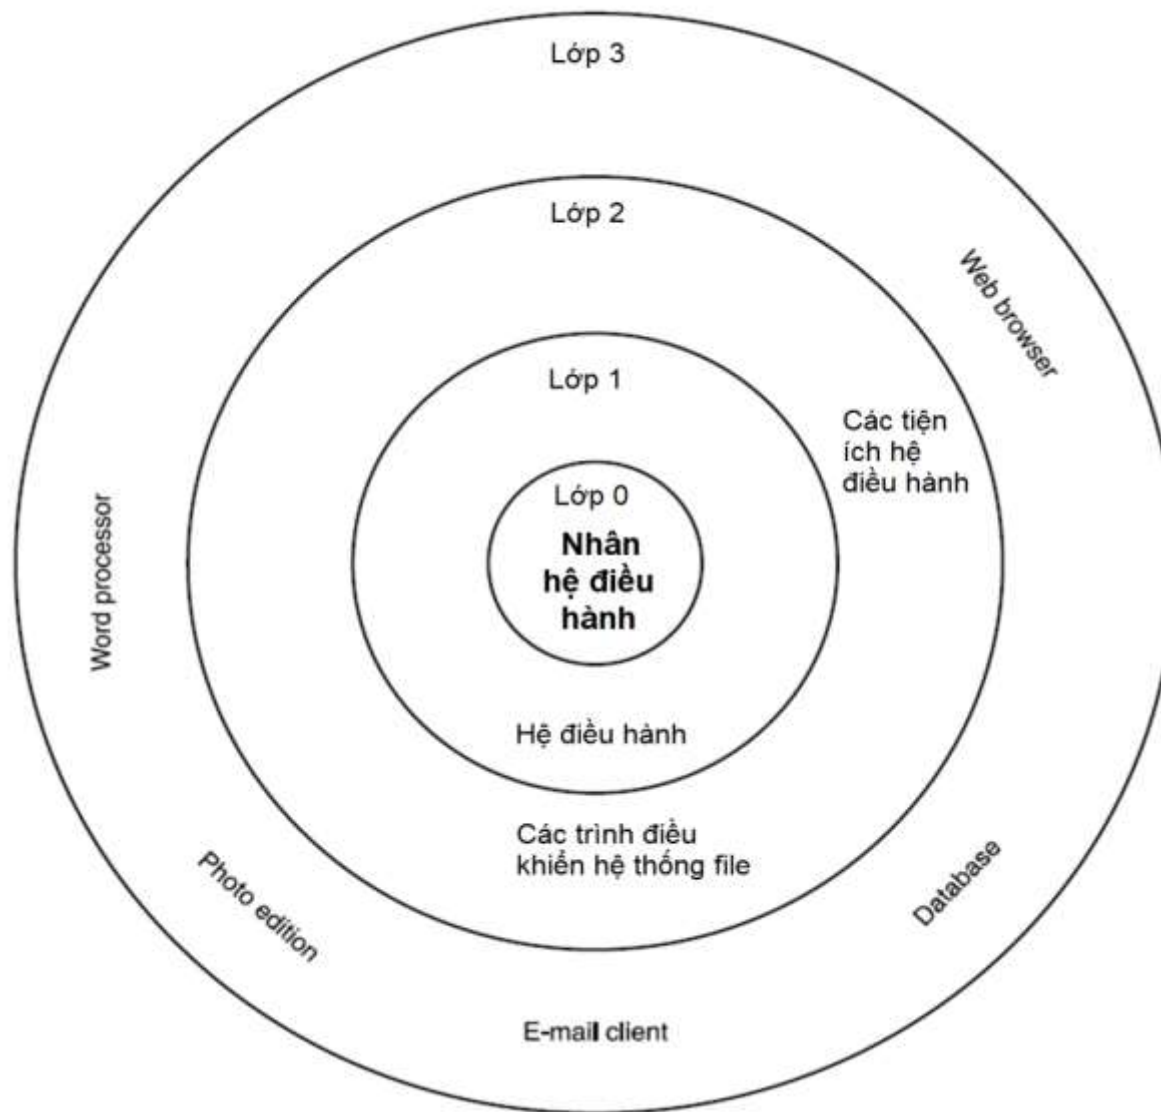 Lớp 3
Lớp 2
Web browser
Lớp 1
Các tiện
ích hệ
điều hành
Lớp 0
Nhân
hệ điều
hành
Word processor
Hệ điều hành
Các trình điều
khiển hệ thống file
Photo edition
Database
E-mail client